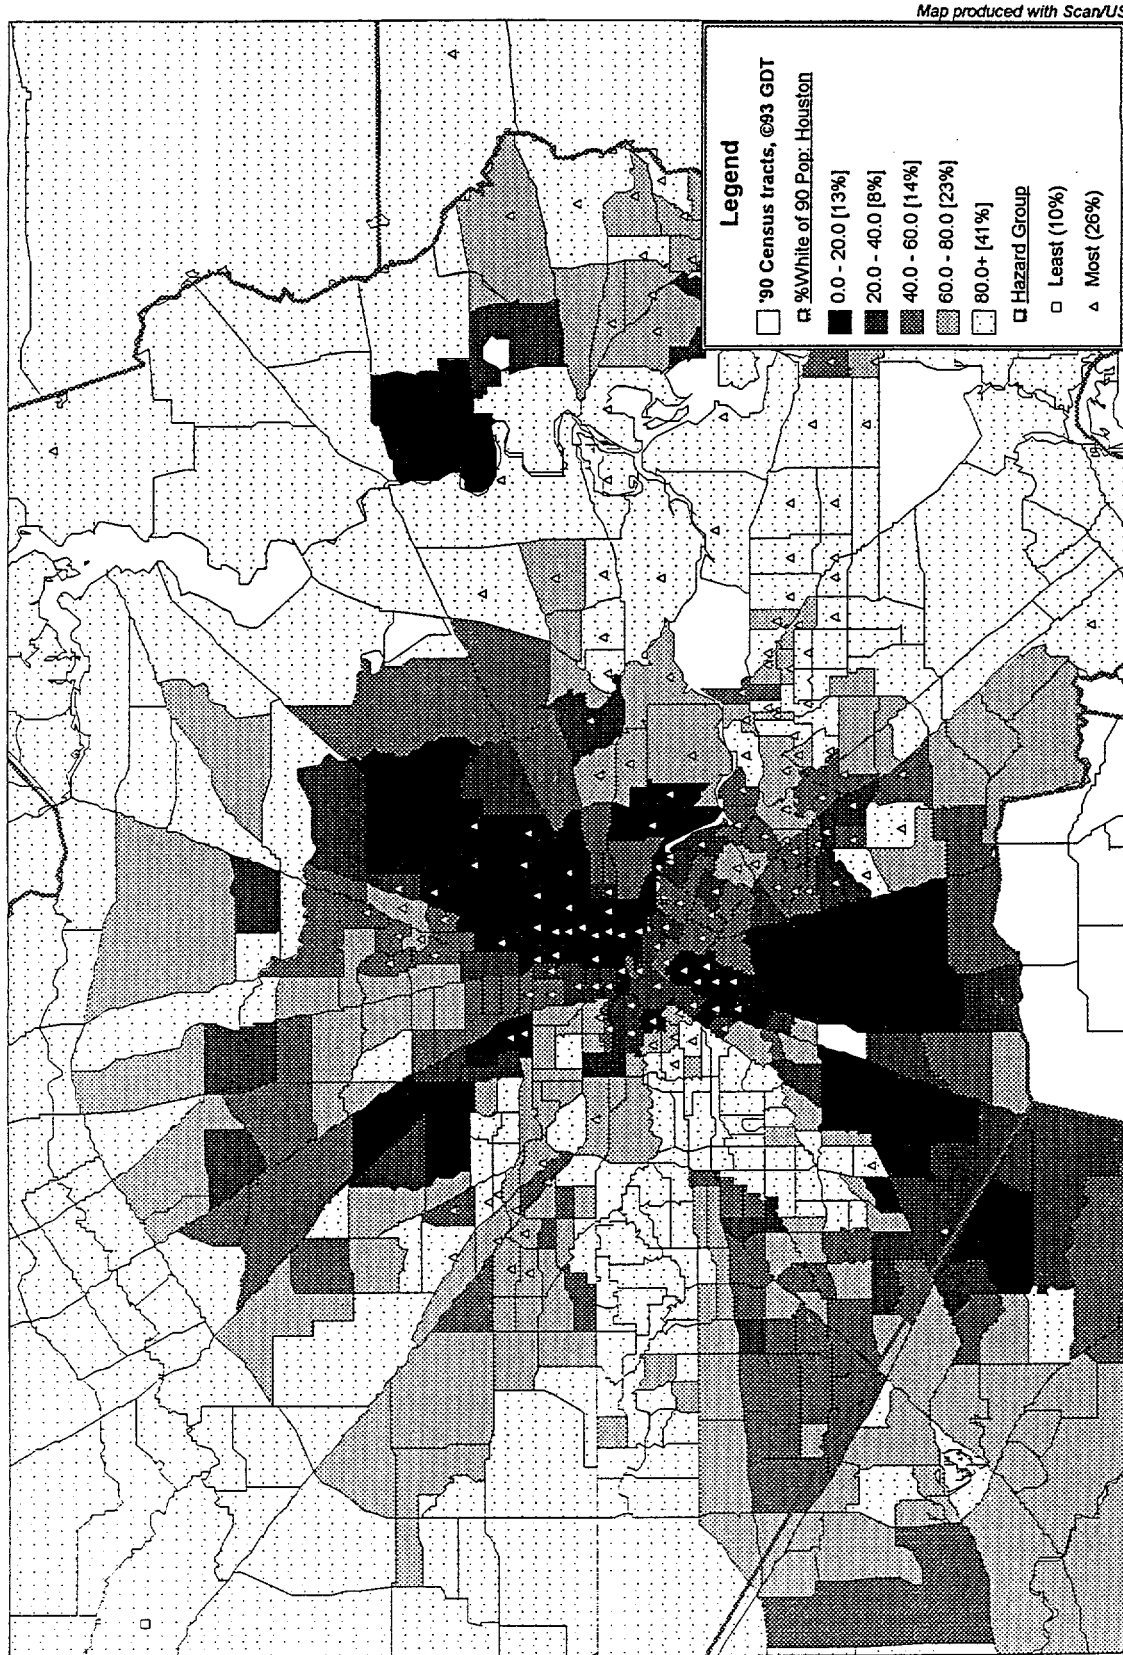 Map produced with Scan/US
Legend
'90 Census tracts, ©93 GDT
%White of 90 Pop: Houston
0.0 - 20.0 [13%]
20.0 - 40.0 [8%]
40.0 - 60.0 [14%]
60.0 - 80.0 [23%]
80.0+ [41%]
Hazard Group
Least (10%)
Most (26%)